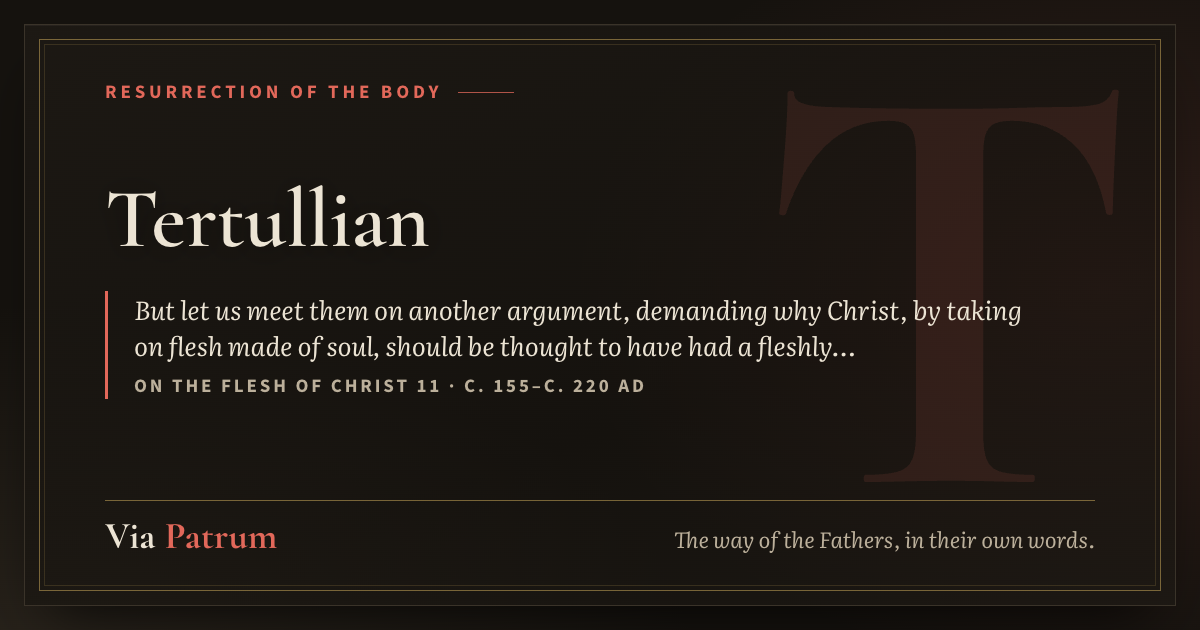 RESURRECTION OF THE BODY
T
Tertullian
But let us meet them on another argument, demanding why Christ, by taking
on flesh made of soul, should be thought to have had a fleshly…
ON THE FLESH OF CHRIST 11 · C. 155–C. 220 AD
Via Patrum
The way of the Fathers, in their own words.